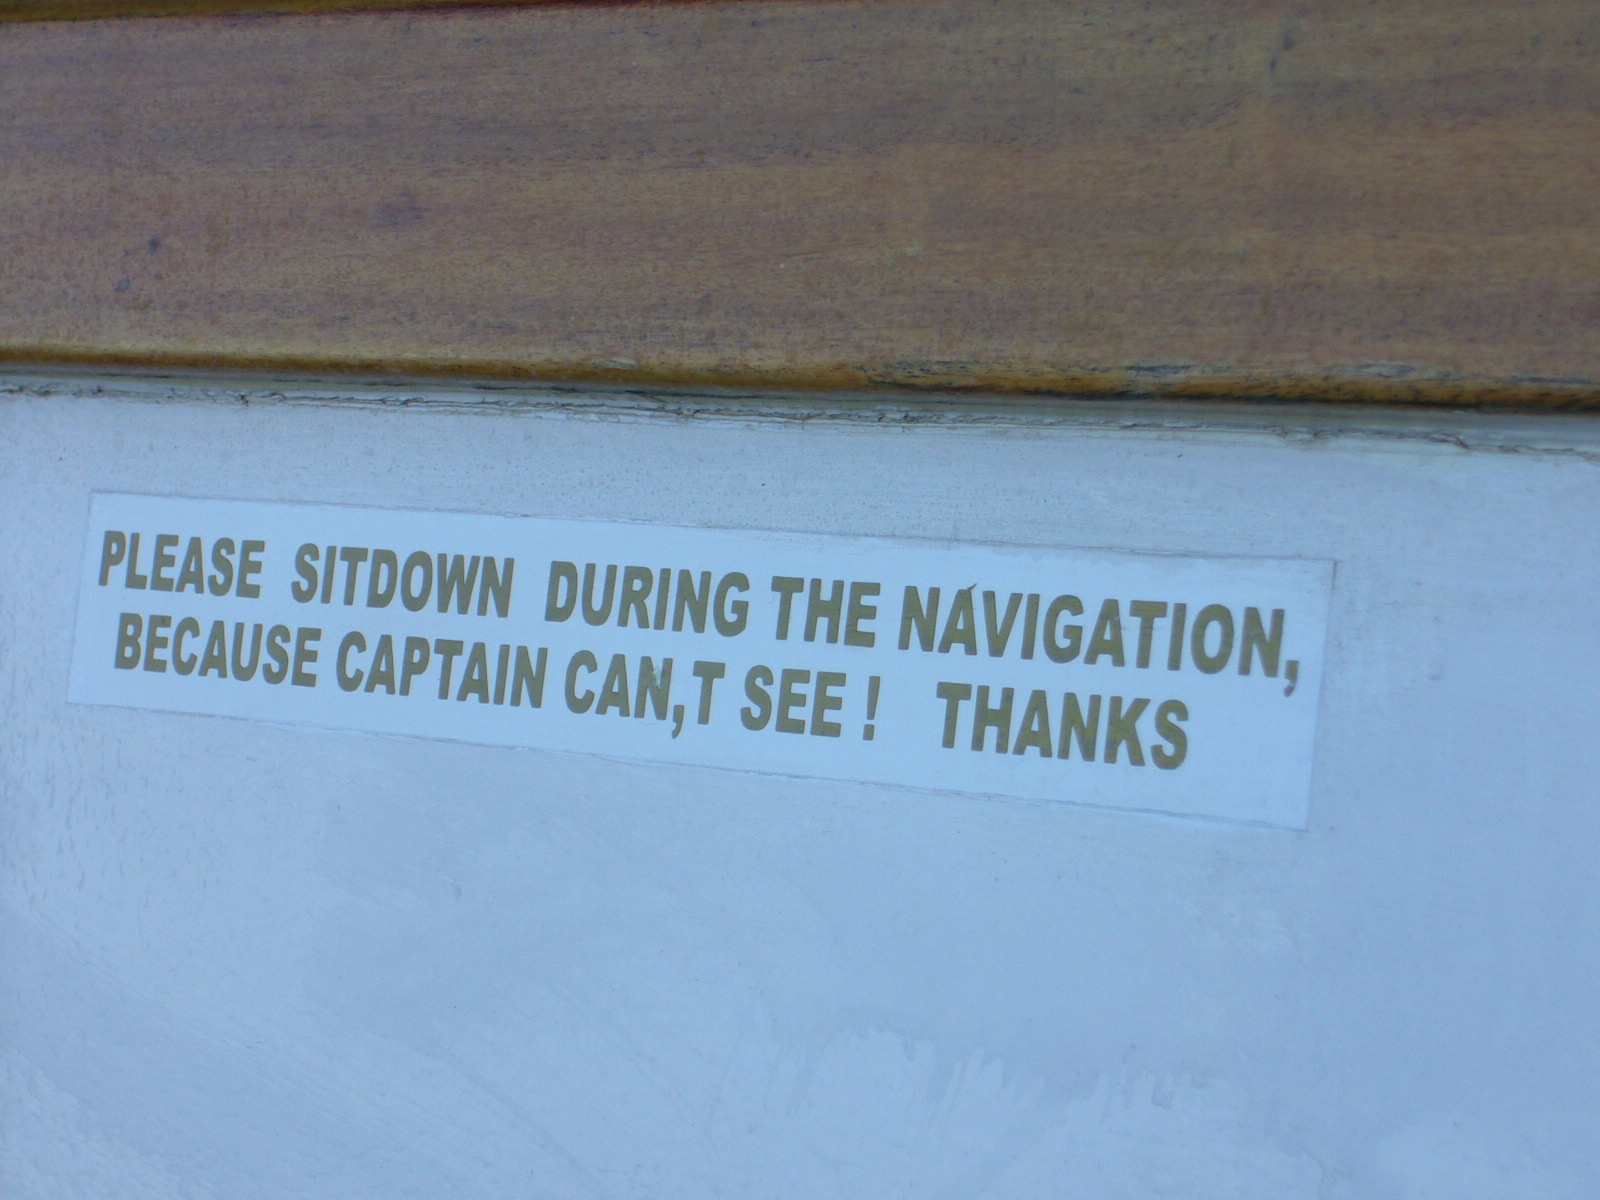 PLEASE SITDOWN DURING THE NAVIGATION,
BECAUSE CAPTAIN CAN,T SEE ! THANKS